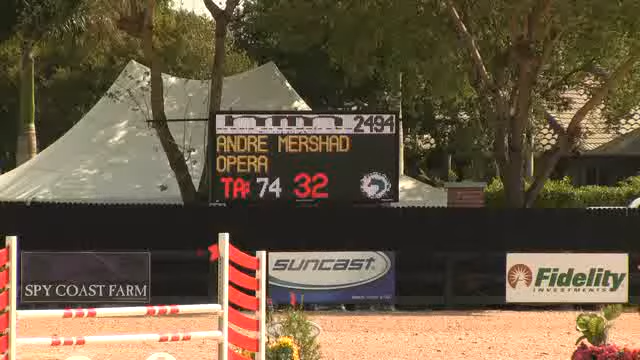 2494
ANDRE MERSHAD
OPERA
TA: 74 32
SPY COAST FARM
SUNCAST
Fidelity
INVESTMENTS